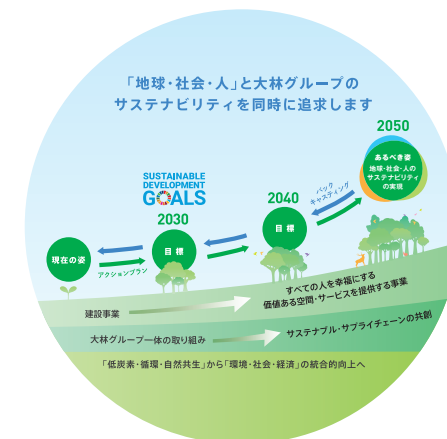 「地球・社会・人」と大林グループの
サステナビリティを同時に追求します
2050
あるべき姿
地球・社会・人の
サステナビリティ
の実現
SUSTAINABLE
DEVELOPMENT
GOALS
2030
2040
バック
キャスティング
目標
目標
現在の姿
アクションプラン
すべての人を幸福にする
価値ある空間・サービスを提供する事業
建設事業
大林グループ一体の取り組み
サステナブル・サプライチェーンの共創
「低炭素・循環・自然共生」から「環境・社会・経済」の統合的向上へ